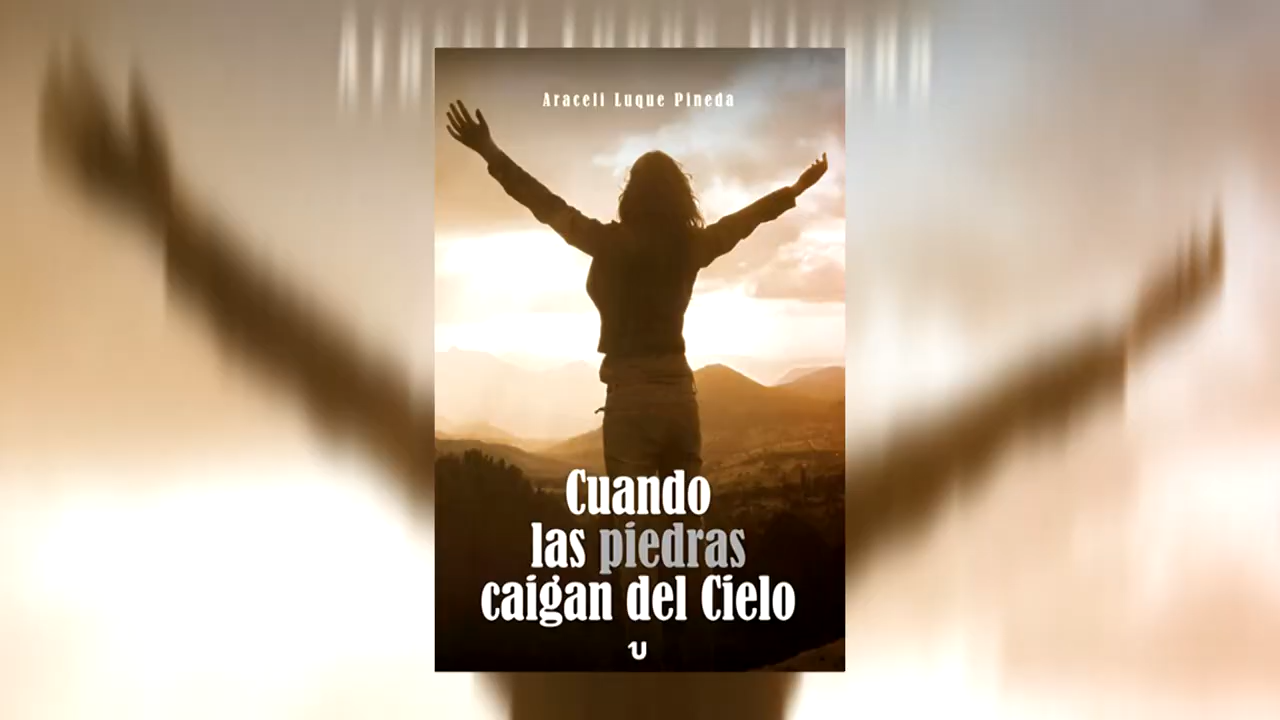 Araceli Luque Pineda
Cuando
las piedras
caigan del Cielo